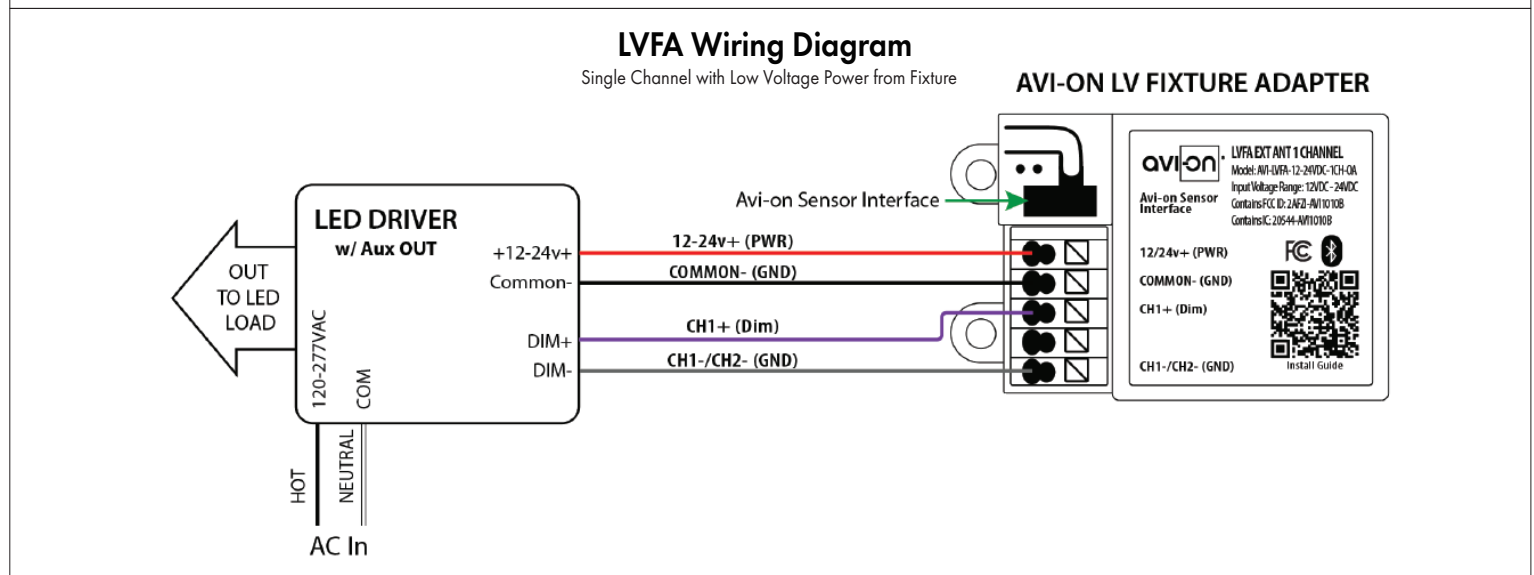 LVFA Wiring Diagram
Single Channel with Low Voltage Power from Fixture
AVI-ON LV FIXTURE ADAPTER
LED DRIVER
w/ Aux OUT
+12-24v+
Common-
DIM+
DIM-
120-277VAC
COM
OUT
TO LED
LOAD
HOT
NEUTRAL
AC In
12-24v+ (PWR)
COMMON- (GND)
CH1+ (Dim)
CH1-/CH2- (GND)
Avi-on Sensor Interface
avi-on
Avi-on Sensor
Interface
LVFA EXT ANT 1 CHANNEL
Model: AVI-LVFA-12-24VDC-1CH-OA
Input Voltage Range: 12VDC - 24VDC
Contains FCC ID: 2AFZI-AVI1010B
Contains IC: 20544-AVI1010B
12/24v+ (PWR)
COMMON- (GND)
CH1+ (Dim)
CH1-/CH2- (GND)
FC
Install Guide